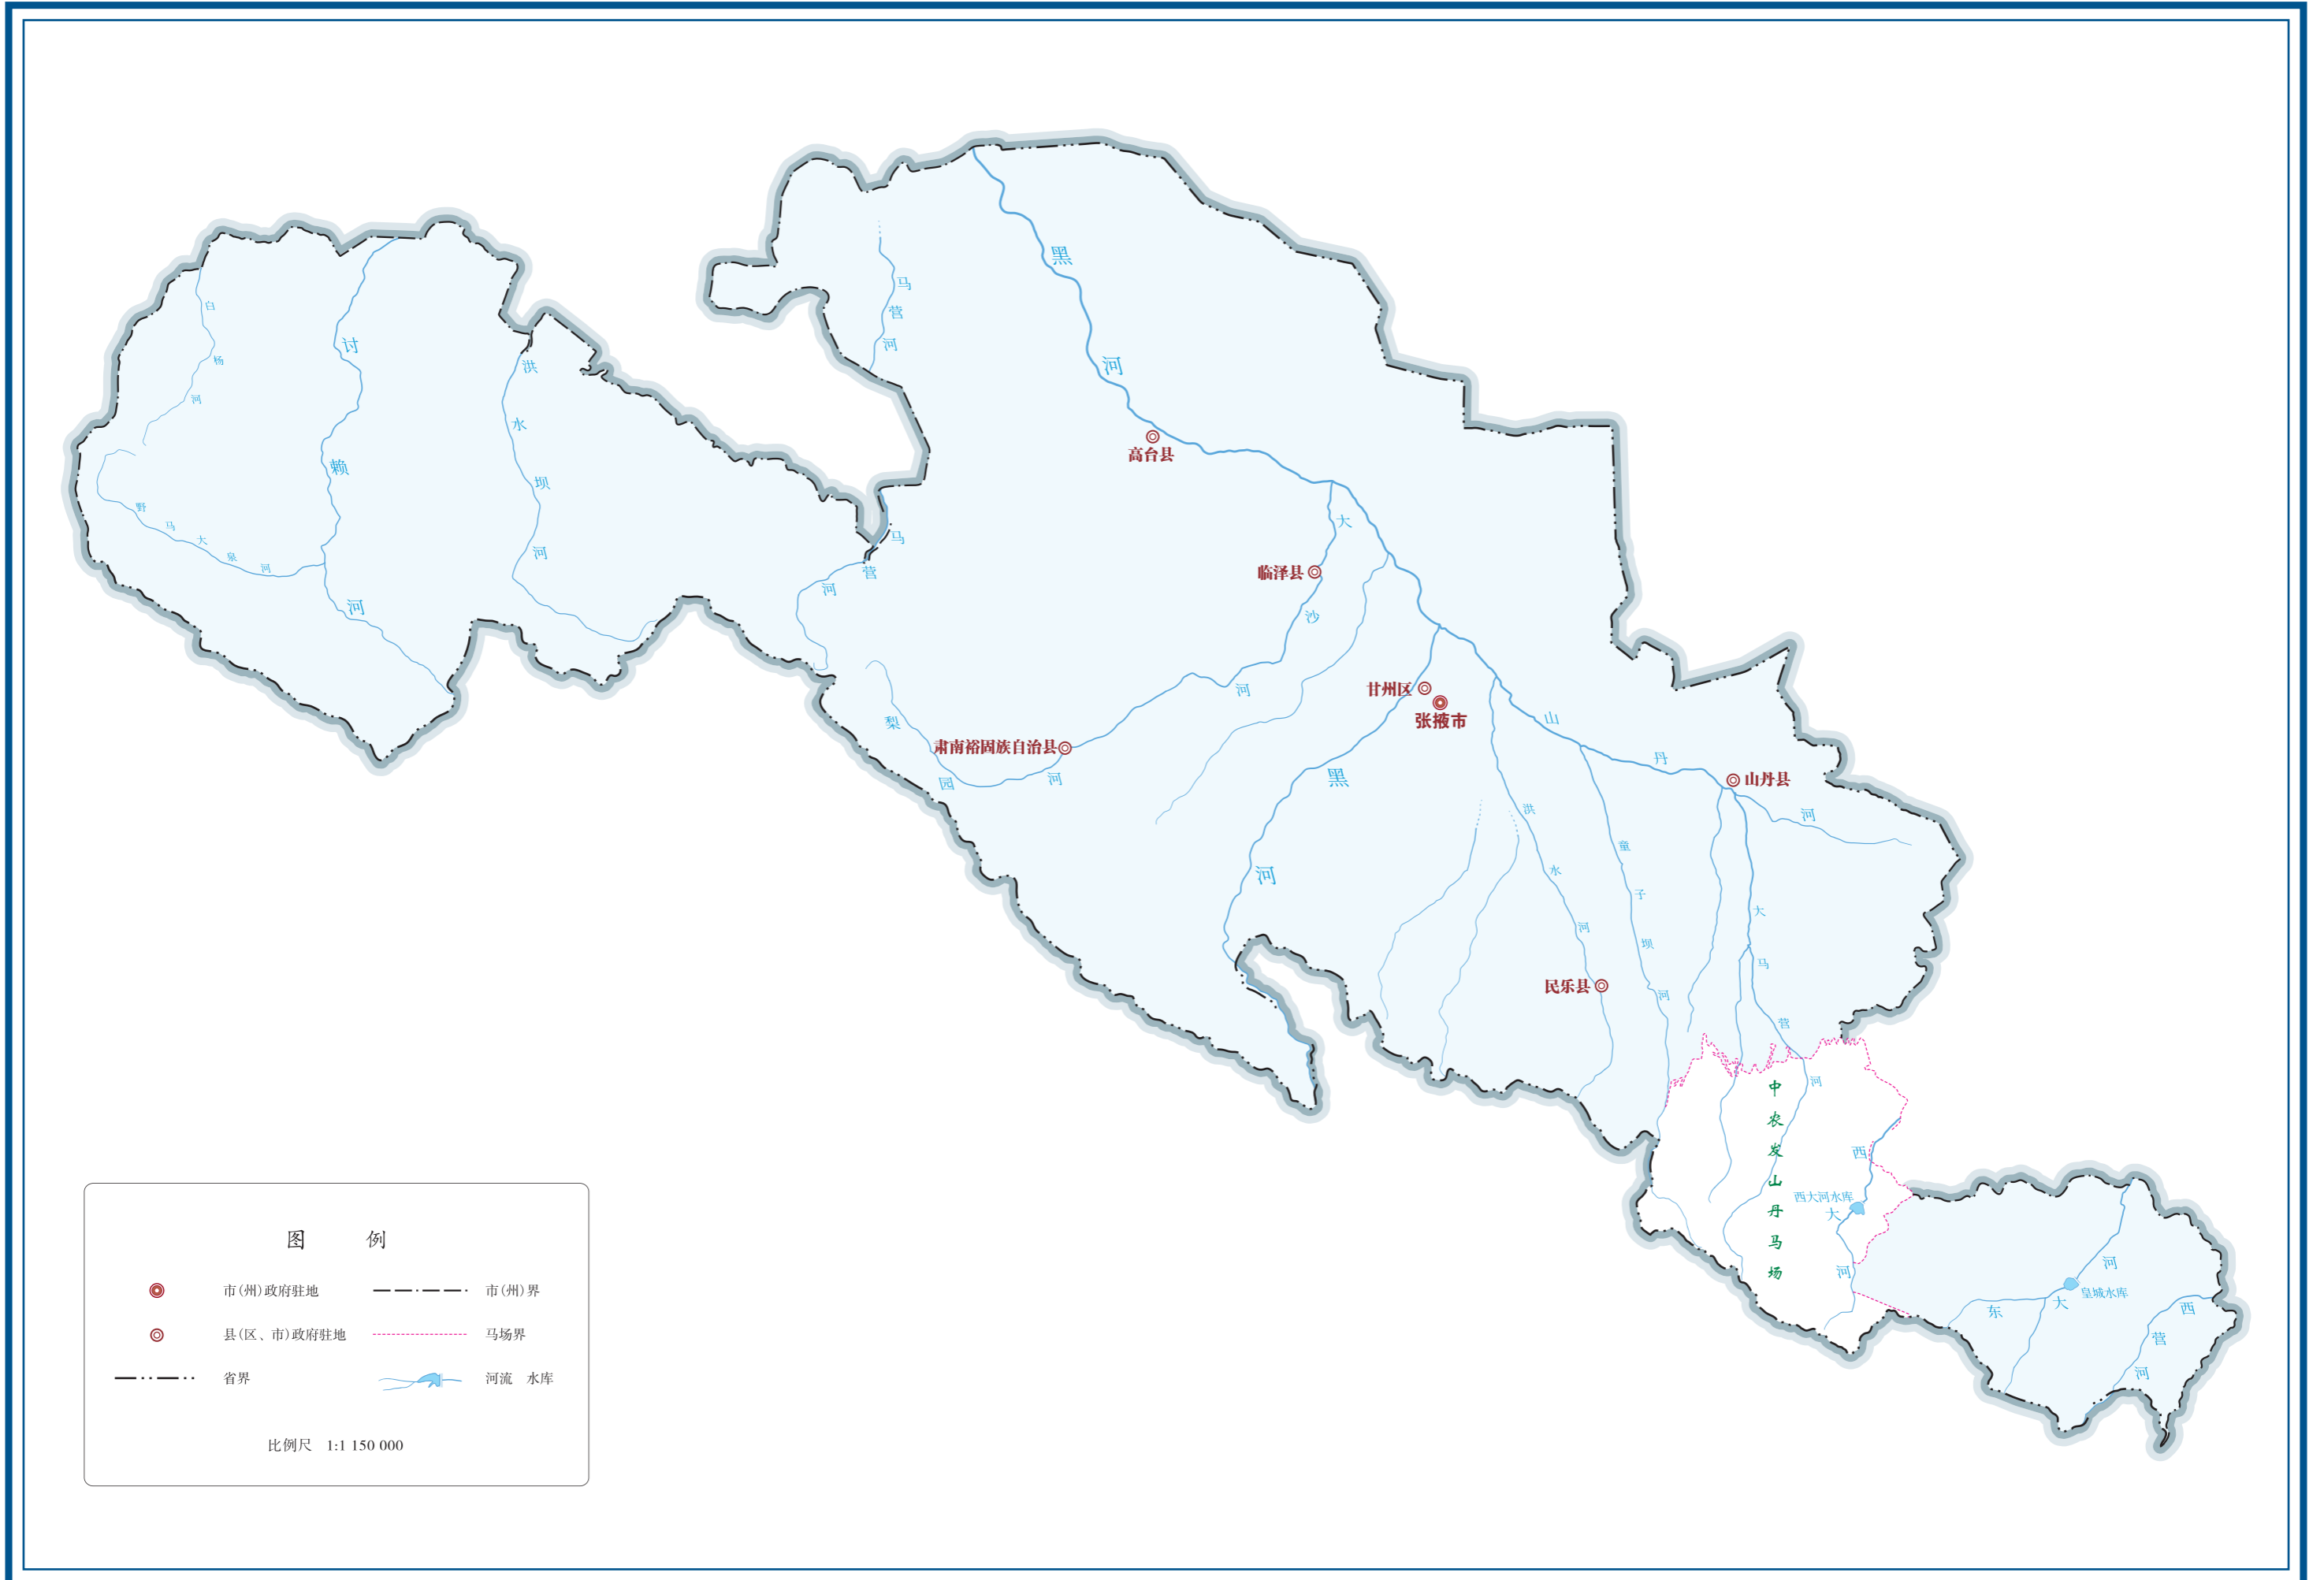 黑河
马营河
白杨河
讨赖河
洪水坝河
野马大泉河
高台县
马营河
大沙河
临泽县
甘州区
张掖市
梨园河
肃南裕固族自治县
黑河
山丹河
山丹县
洪水河
童子坝河
大马营河
民乐县
中农发山丹马场
西大河
西大河水库
东大河
皇城水库
西营河
图 例
市(州)政府驻地
市(州)界
县(区、市)政府驻地
马场界
省界
河流 水库
比例尺 1:1 150 000